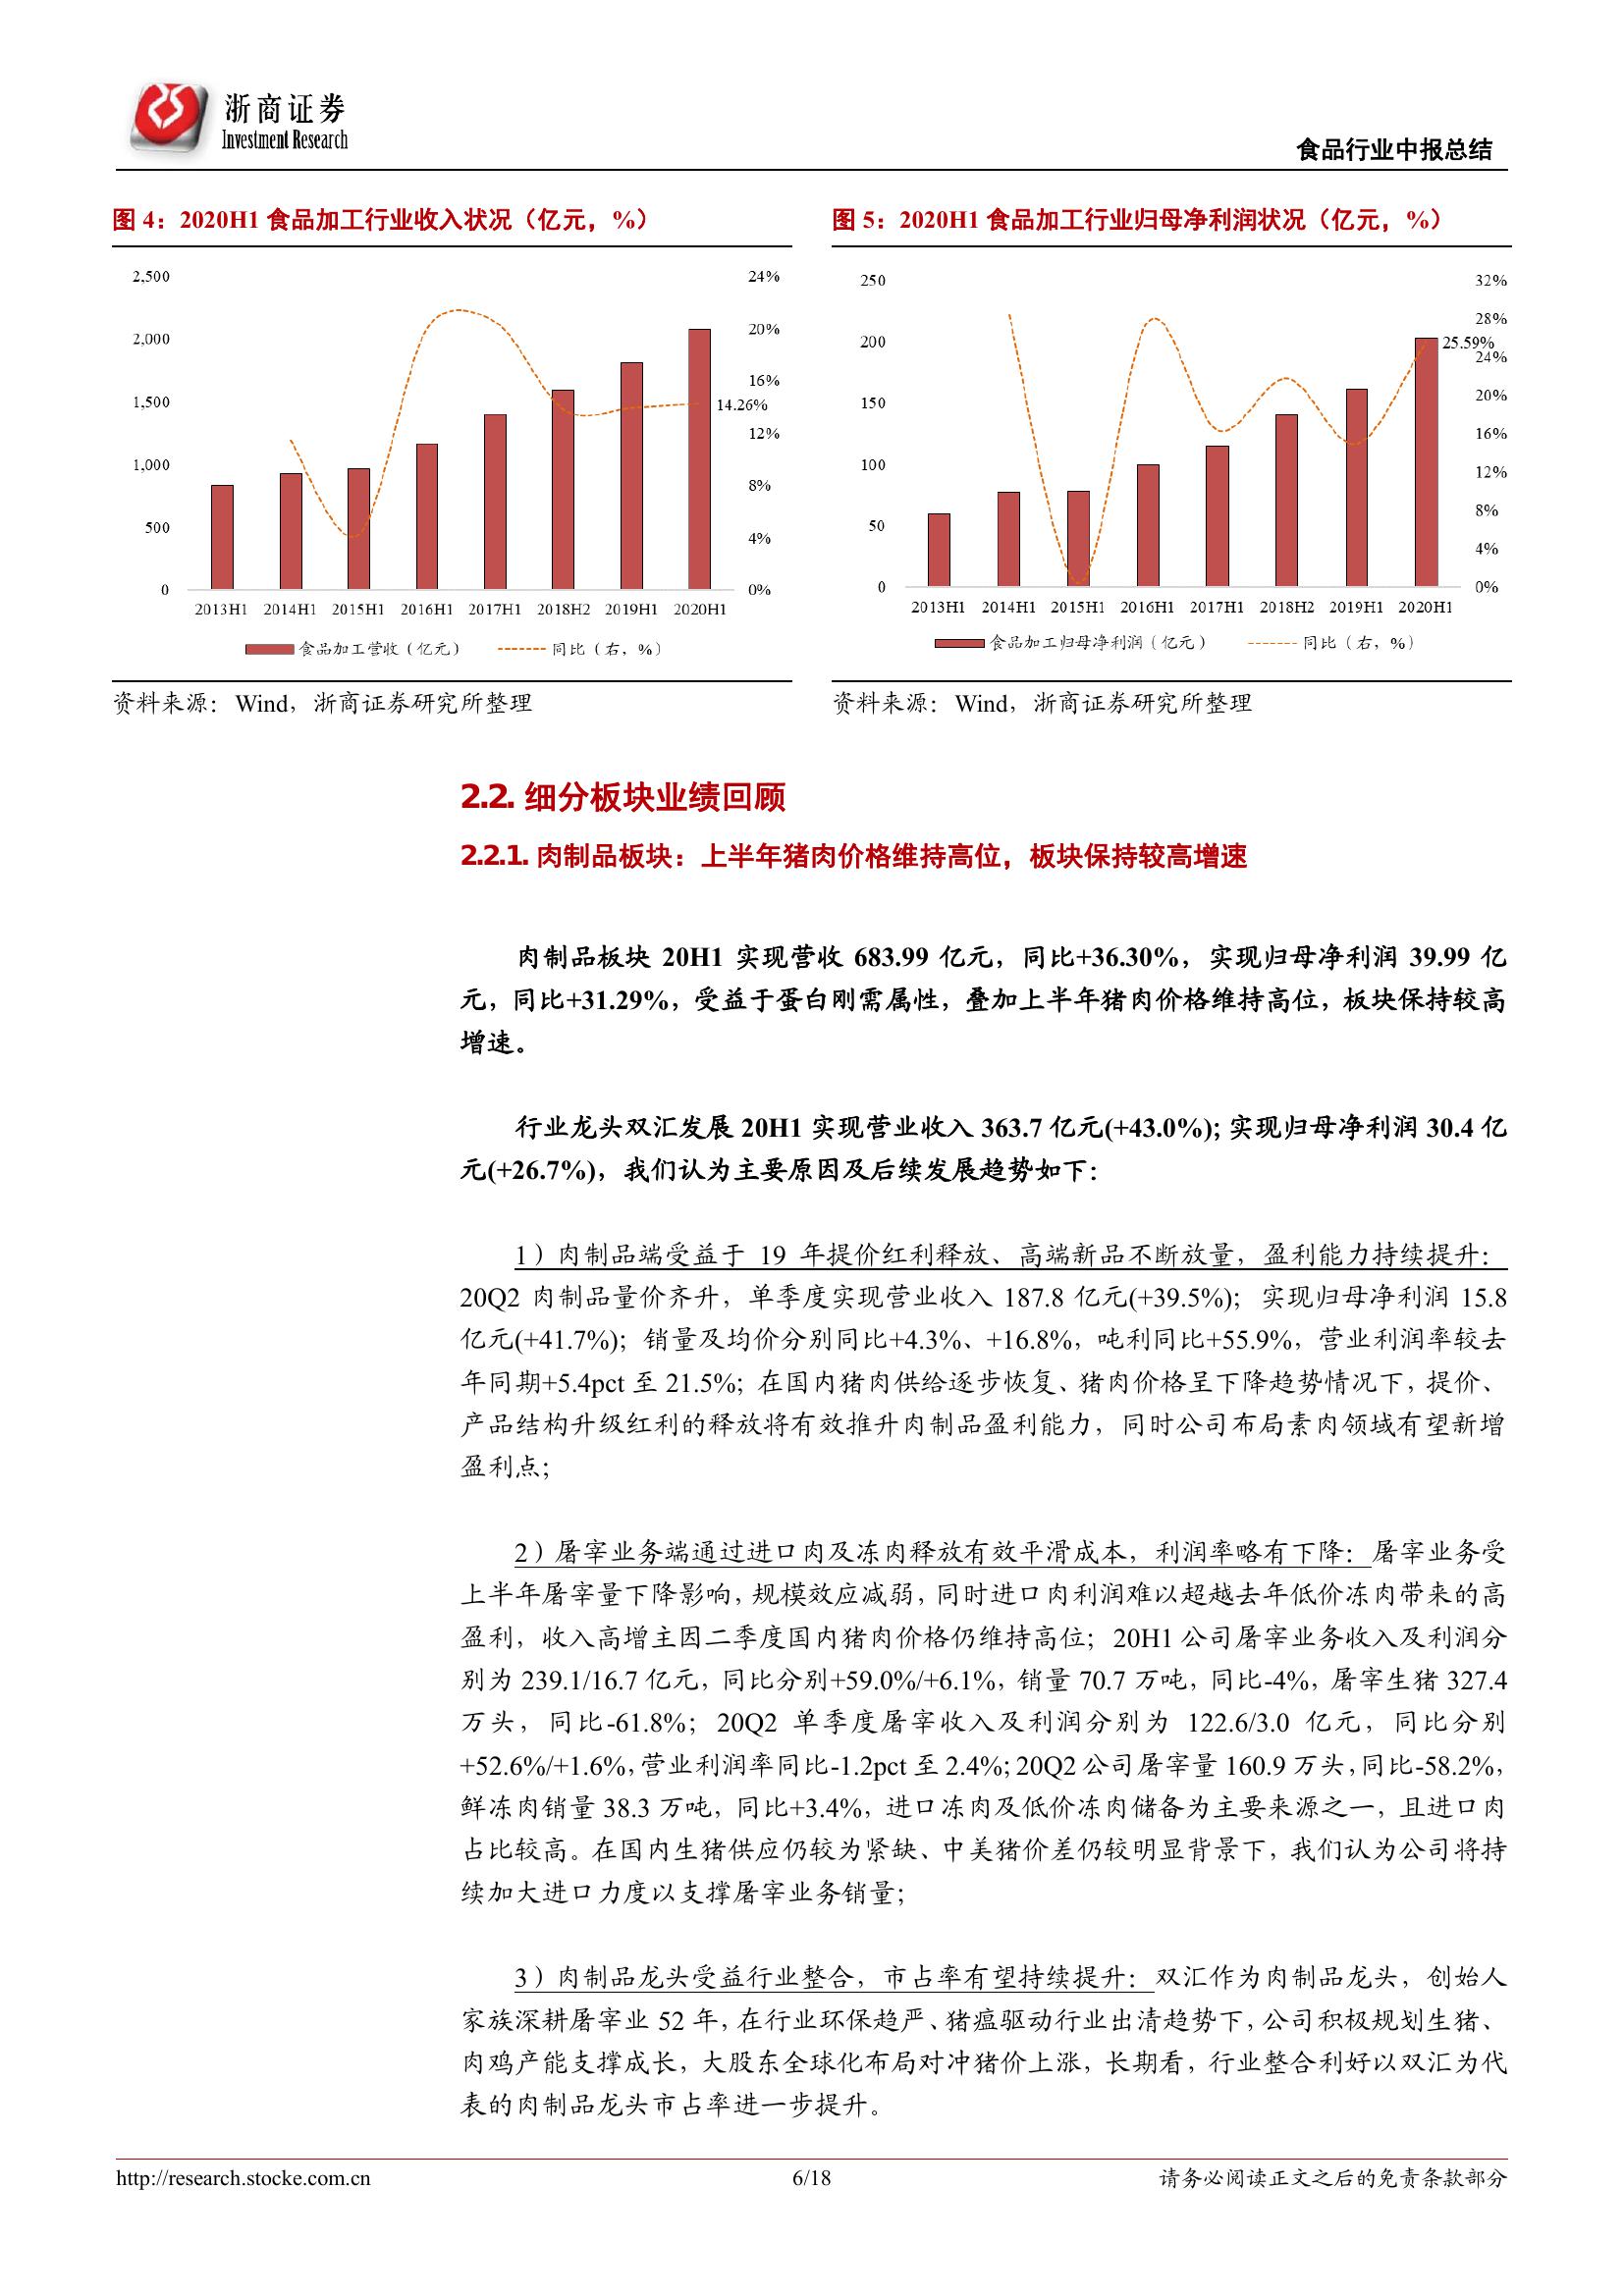 浙商证券
Investment Research
食品行业中报总结
图 4：2020H1 食品加工行业收入状况（亿元，%）
2,500
2,000
1,500
1,000
500
0
24%
20%
16%
12%
8%
4%
0%
14.26%
2013H1 2014H1 2015H1 2016H1 2017H1 2018H2 2019H1 2020H1
食品加工营收（亿元） 同比（右，%）
资料来源：Wind，浙商证券研究所整理
图 5：2020H1 食品加工行业归母净利润状况（亿元，%）
250
200
150
100
50
0
32%
28%
25.59%
24%
20%
16%
12%
8%
4%
0%
2013H1 2014H1 2015H1 2016H1 2017H1 2018H2 2019H1 2020H1
食品加工归母净利润（亿元） 同比（右，%）
资料来源：Wind，浙商证券研究所整理
2.2. 细分板块业绩回顾
2.2.1. 肉制品板块：上半年猪肉价格维持高位，板块保持较高增速
肉制品板块 20H1 实现营收 683.99 亿元，同比+36.30%，实现归母净利润 39.99 亿
元，同比+31.29%，受益于蛋白刚需属性，叠加上半年猪肉价格维持高位，板块保持较高
增速。
行业龙头双汇发展 20H1 实现营业收入 363.7 亿元(+43.0%); 实现归母净利润 30.4 亿
元(+26.7%)，我们认为主要原因及后续发展趋势如下：
1）肉制品端受益于 19 年提价红利释放、高端新品不断放量，盈利能力持续提升：
20Q2 肉制品量价齐升，单季度实现营业收入 187.8 亿元(+39.5%)；实现归母净利润 15.8
亿元(+41.7%)；销量及均价分别同比+4.3%、+16.8%，吨利同比+55.9%，营业利润率较去
年同期+5.4pct 至 21.5%；在国内猪肉供给逐步恢复、猪肉价格呈下降趋势情况下，提价、
产品结构升级红利的释放将有效推升肉制品盈利能力，同时公司布局素肉领域有望新增
盈利点；
2）屠宰业务端通过进口肉及冻肉释放有效平滑成本，利润率略有下降：屠宰业务受
上半年屠宰量下降影响，规模效应减弱，同时进口肉利润难以超越去年低价冻肉带来的高
盈利，收入高增主因二季度国内猪肉价格仍维持高位；20H1 公司屠宰业务收入及利润分
别为 239.1/16.7 亿元，同比分别+59.0%/+6.1%，销量 70.7 万吨，同比-4%，屠宰生猪 327.4
万头，同比-61.8%；20Q2 单季度屠宰收入及利润分别为 122.6/3.0 亿元，同比分别
+52.6%/+1.6%，营业利润率同比-1.2pct 至 2.4%；20Q2 公司屠宰量 160.9 万头，同比-58.2%，
鲜冻肉销量 38.3 万吨，同比+3.4%，进口冻肉及低价冻肉储备为主要来源之一，且进口肉
占比较高。在国内生猪供应仍较为紧缺、中美猪价差仍较明显背景下，我们认为公司将持
续加大进口力度以支撑屠宰业务销量；
3）肉制品龙头受益行业整合，市占率有望持续提升：双汇作为肉制品龙头，创始人
家族深耕屠宰业 52 年，在行业环保趋严、猪瘟驱动行业出清趋势下，公司积极规划生猪、
肉鸡产能支撑成长，大股东全球化布局对冲猪价上涨，长期看，行业整合利好以双汇为代
表的肉制品龙头市占率进一步提升。
http://research.stocke.com.cn
6/18
请务必阅读正文之后的免责条款部分